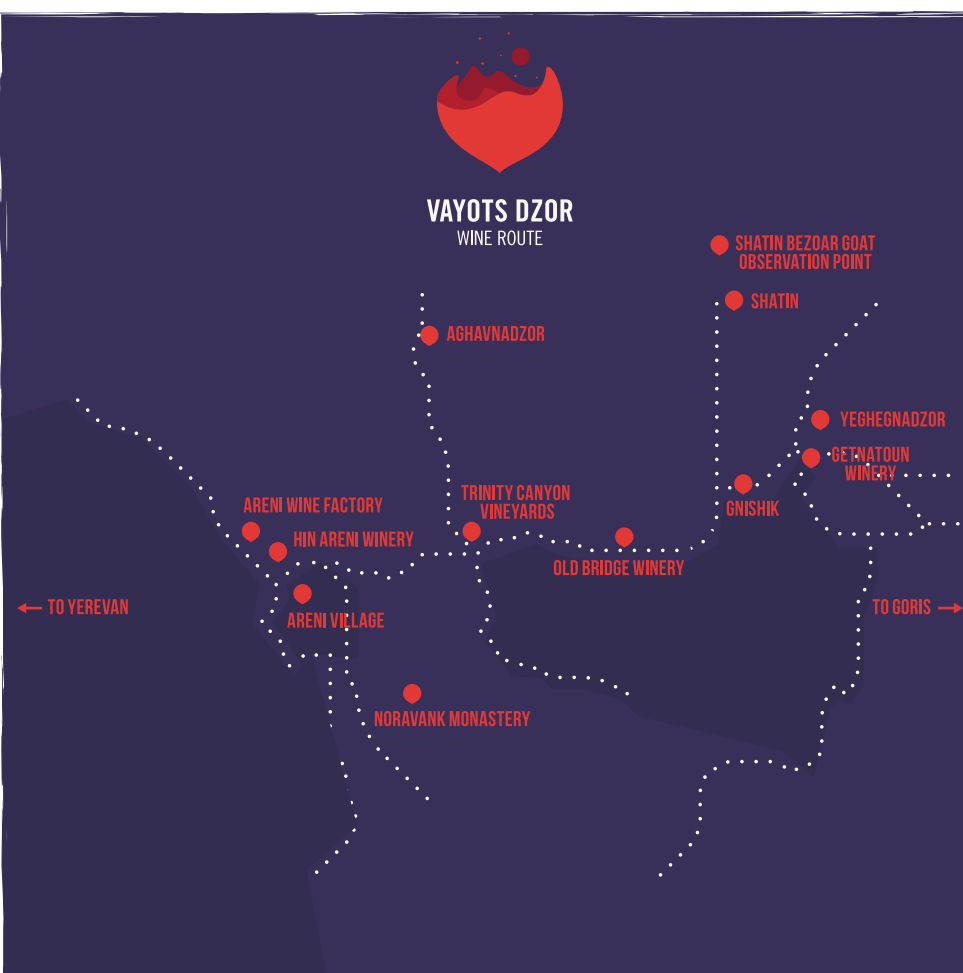 VAYOTS DZOR
WINE ROUTE
SHATIN BEZOAR GOAT
OBSERVATION POINT
SHATIN
AGHAVNADZOR
YEGHEGNADZOR
GETNATOUN
WINERY
TRINITY CANYON
VINEYARDS
ARENI WINE FACTORY
GNISHIK
HIN ARENI WINERY
OLD BRIDGE WINERY
TO YEREVAN
ARENI VILLAGE
TO GORIS
NORAVANK MONASTERY